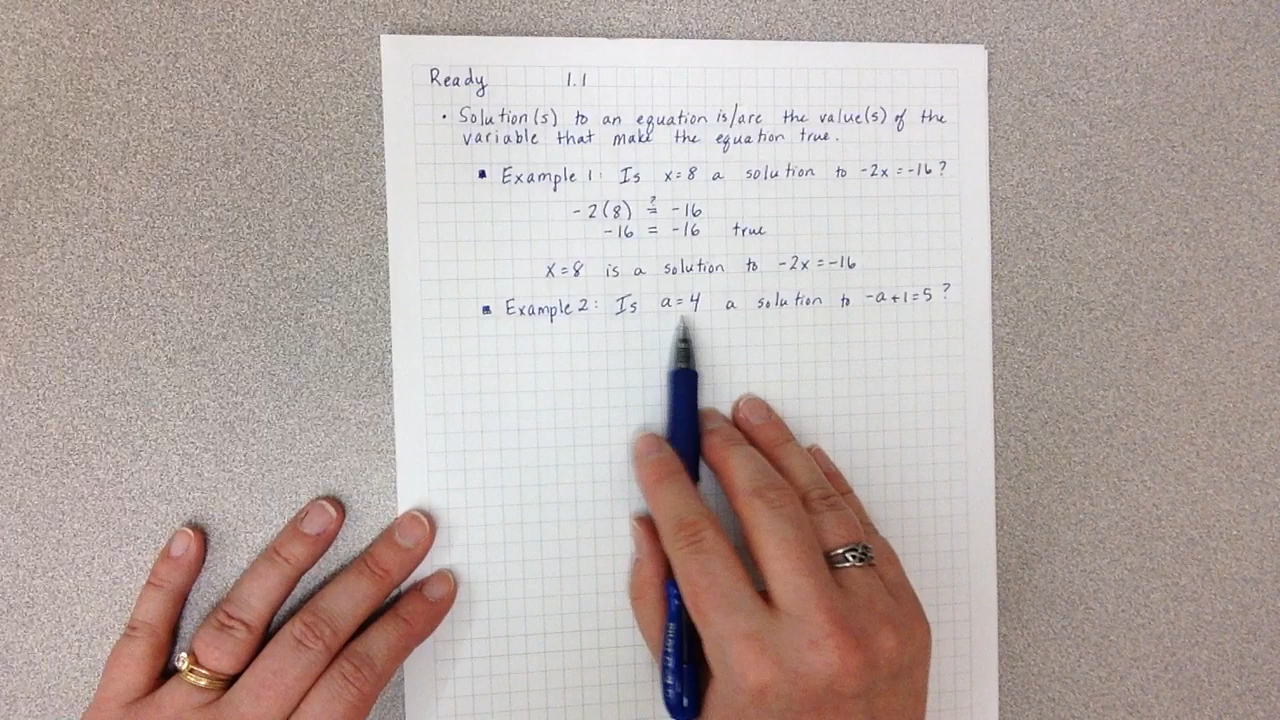 Ready 1.1
• Solution(s) to an equation is/are the value(s) of the
variable that make the equation true.
▪ Example 1: Is x=8 a solution to -2x=-16?
-2(8) ≟ -16
-16 = -16 true
x=8 is a solution to -2x=-16
▪ Example 2: Is a=4 a solution to -a+1=5?